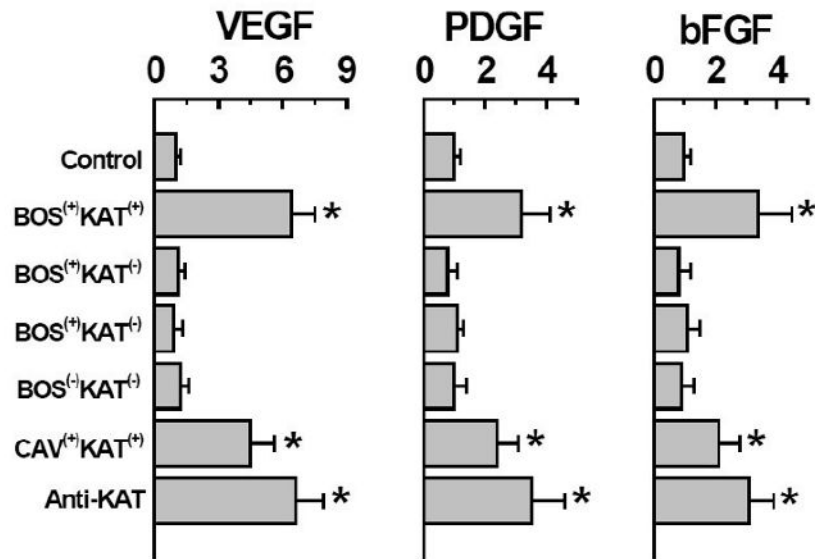 VEGF PDGF bFGF
0 3 6 9 0 2 4 0 2 4
Control
BOS(+)KAT(+) * * *
BOS(+)KAT(-)
BOS(+)KAT(-)
BOS(-)KAT(-)
CAV(+)KAT(+) * * *
Anti-KAT * * *